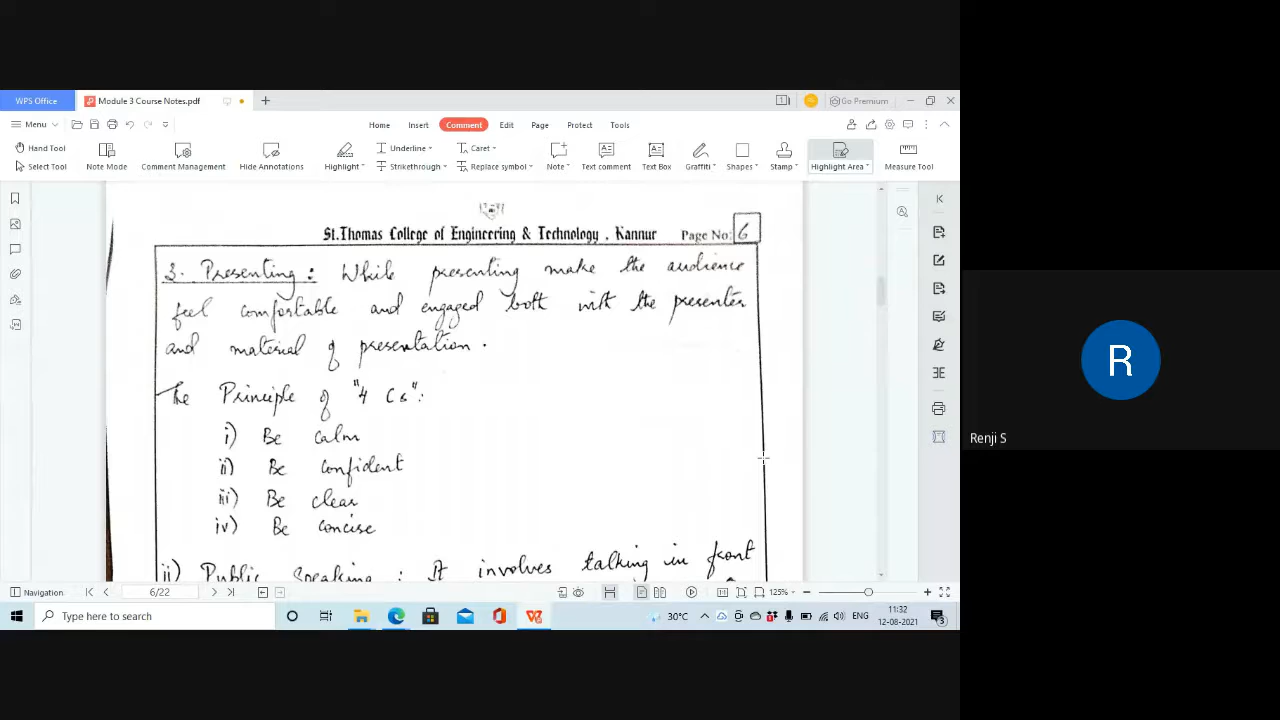 WPS Office
Module 3 Course Notes.pdf
Go Premium
Menu
Home Insert Comment Edit Page Protect Tools
Hand Tool
Select Tool
Note Mode
Comment Management
Hide Annotations
Highlight
Underline
Strikethrough
Caret
Replace symbol
Note
Text comment
Text Box
Graffiti
Shapes
Stamp
Highlight Area
Measure Tool
St.Thomas College of Engineering & Technology , Kannur Page No: 6
3. Presenting : While presenting make the audience
feel comfortable and engaged both with the presenter
and material of presentation .
The Principle of "4 Cs":
i) Be calm
ii) Be confident
iii) Be clear
iv) Be concise
ii) Public Speaking : It involves talking in front
R
Renji S
Navigation
6/22
125%
Type here to search
30°C
ENG
11:32
12-08-2021
3